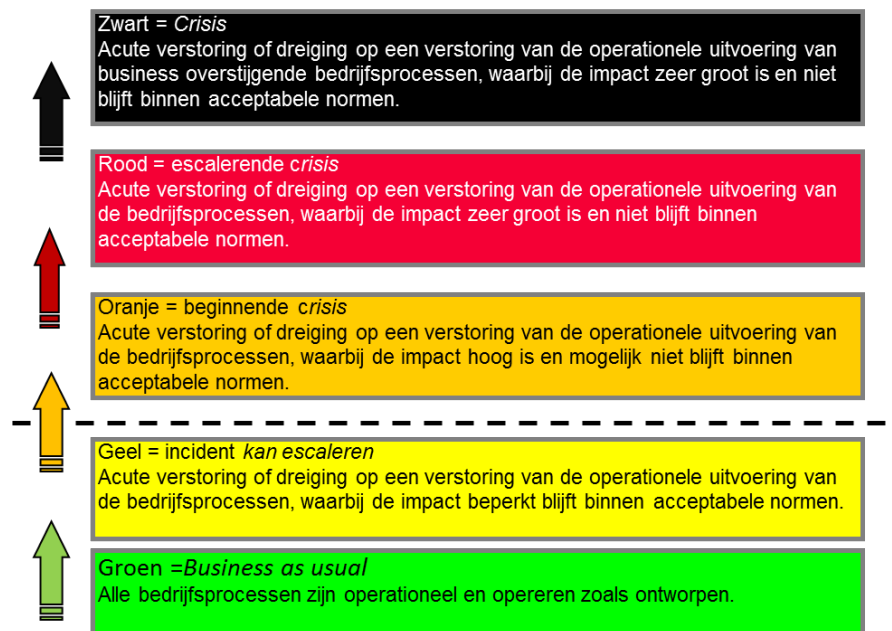 Zwart = Crisis
Acute verstoring of dreiging op een verstoring van de operationele uitvoering van
business overstijgende bedrijfsprocessen, waarbij de impact zeer groot is en niet
blijft binnen acceptabele normen.
Rood = escalerende crisis
Acute verstoring of dreiging op een verstoring van de operationele uitvoering van
de bedrijfsprocessen, waarbij de impact zeer groot is en niet blijft binnen
acceptabele normen.
Oranje = beginnende crisis
Acute verstoring of dreiging op een verstoring van de operationele uitvoering van
de bedrijfsprocessen, waarbij de impact hoog is en mogelijk niet blijft binnen
acceptabele normen.
Geel = incident kan escaleren
Acute verstoring of dreiging op een verstoring van de operationele uitvoering van
de bedrijfsprocessen, waarbij de impact beperkt blijft binnen acceptabele normen.
Groen =Business as usual
Alle bedrijfsprocessen zijn operationeel en opereren zoals ontworpen.